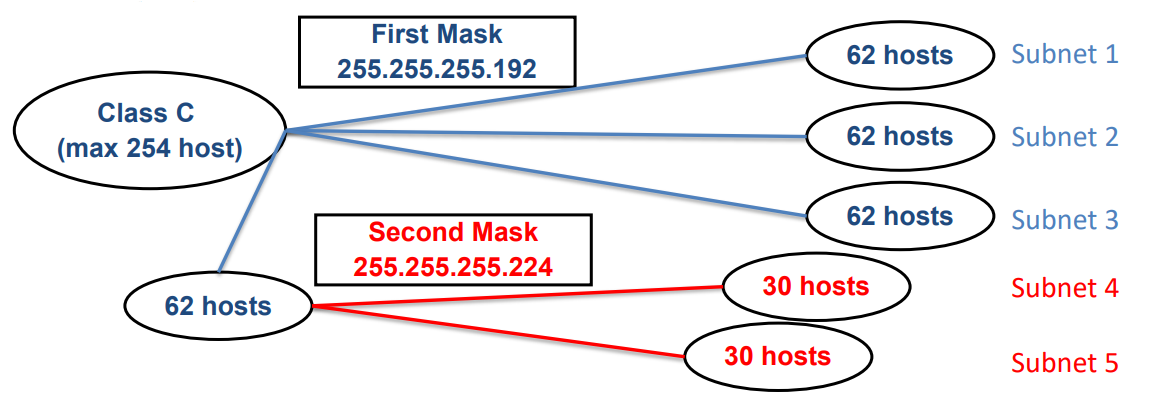 First Mask
255.255.255.192
Class C
(max 254 host)
62 hosts
Subnet 1
62 hosts
Subnet 2
62 hosts
Subnet 3
Second Mask
255.255.255.224
62 hosts
30 hosts
Subnet 4
30 hosts
Subnet 5